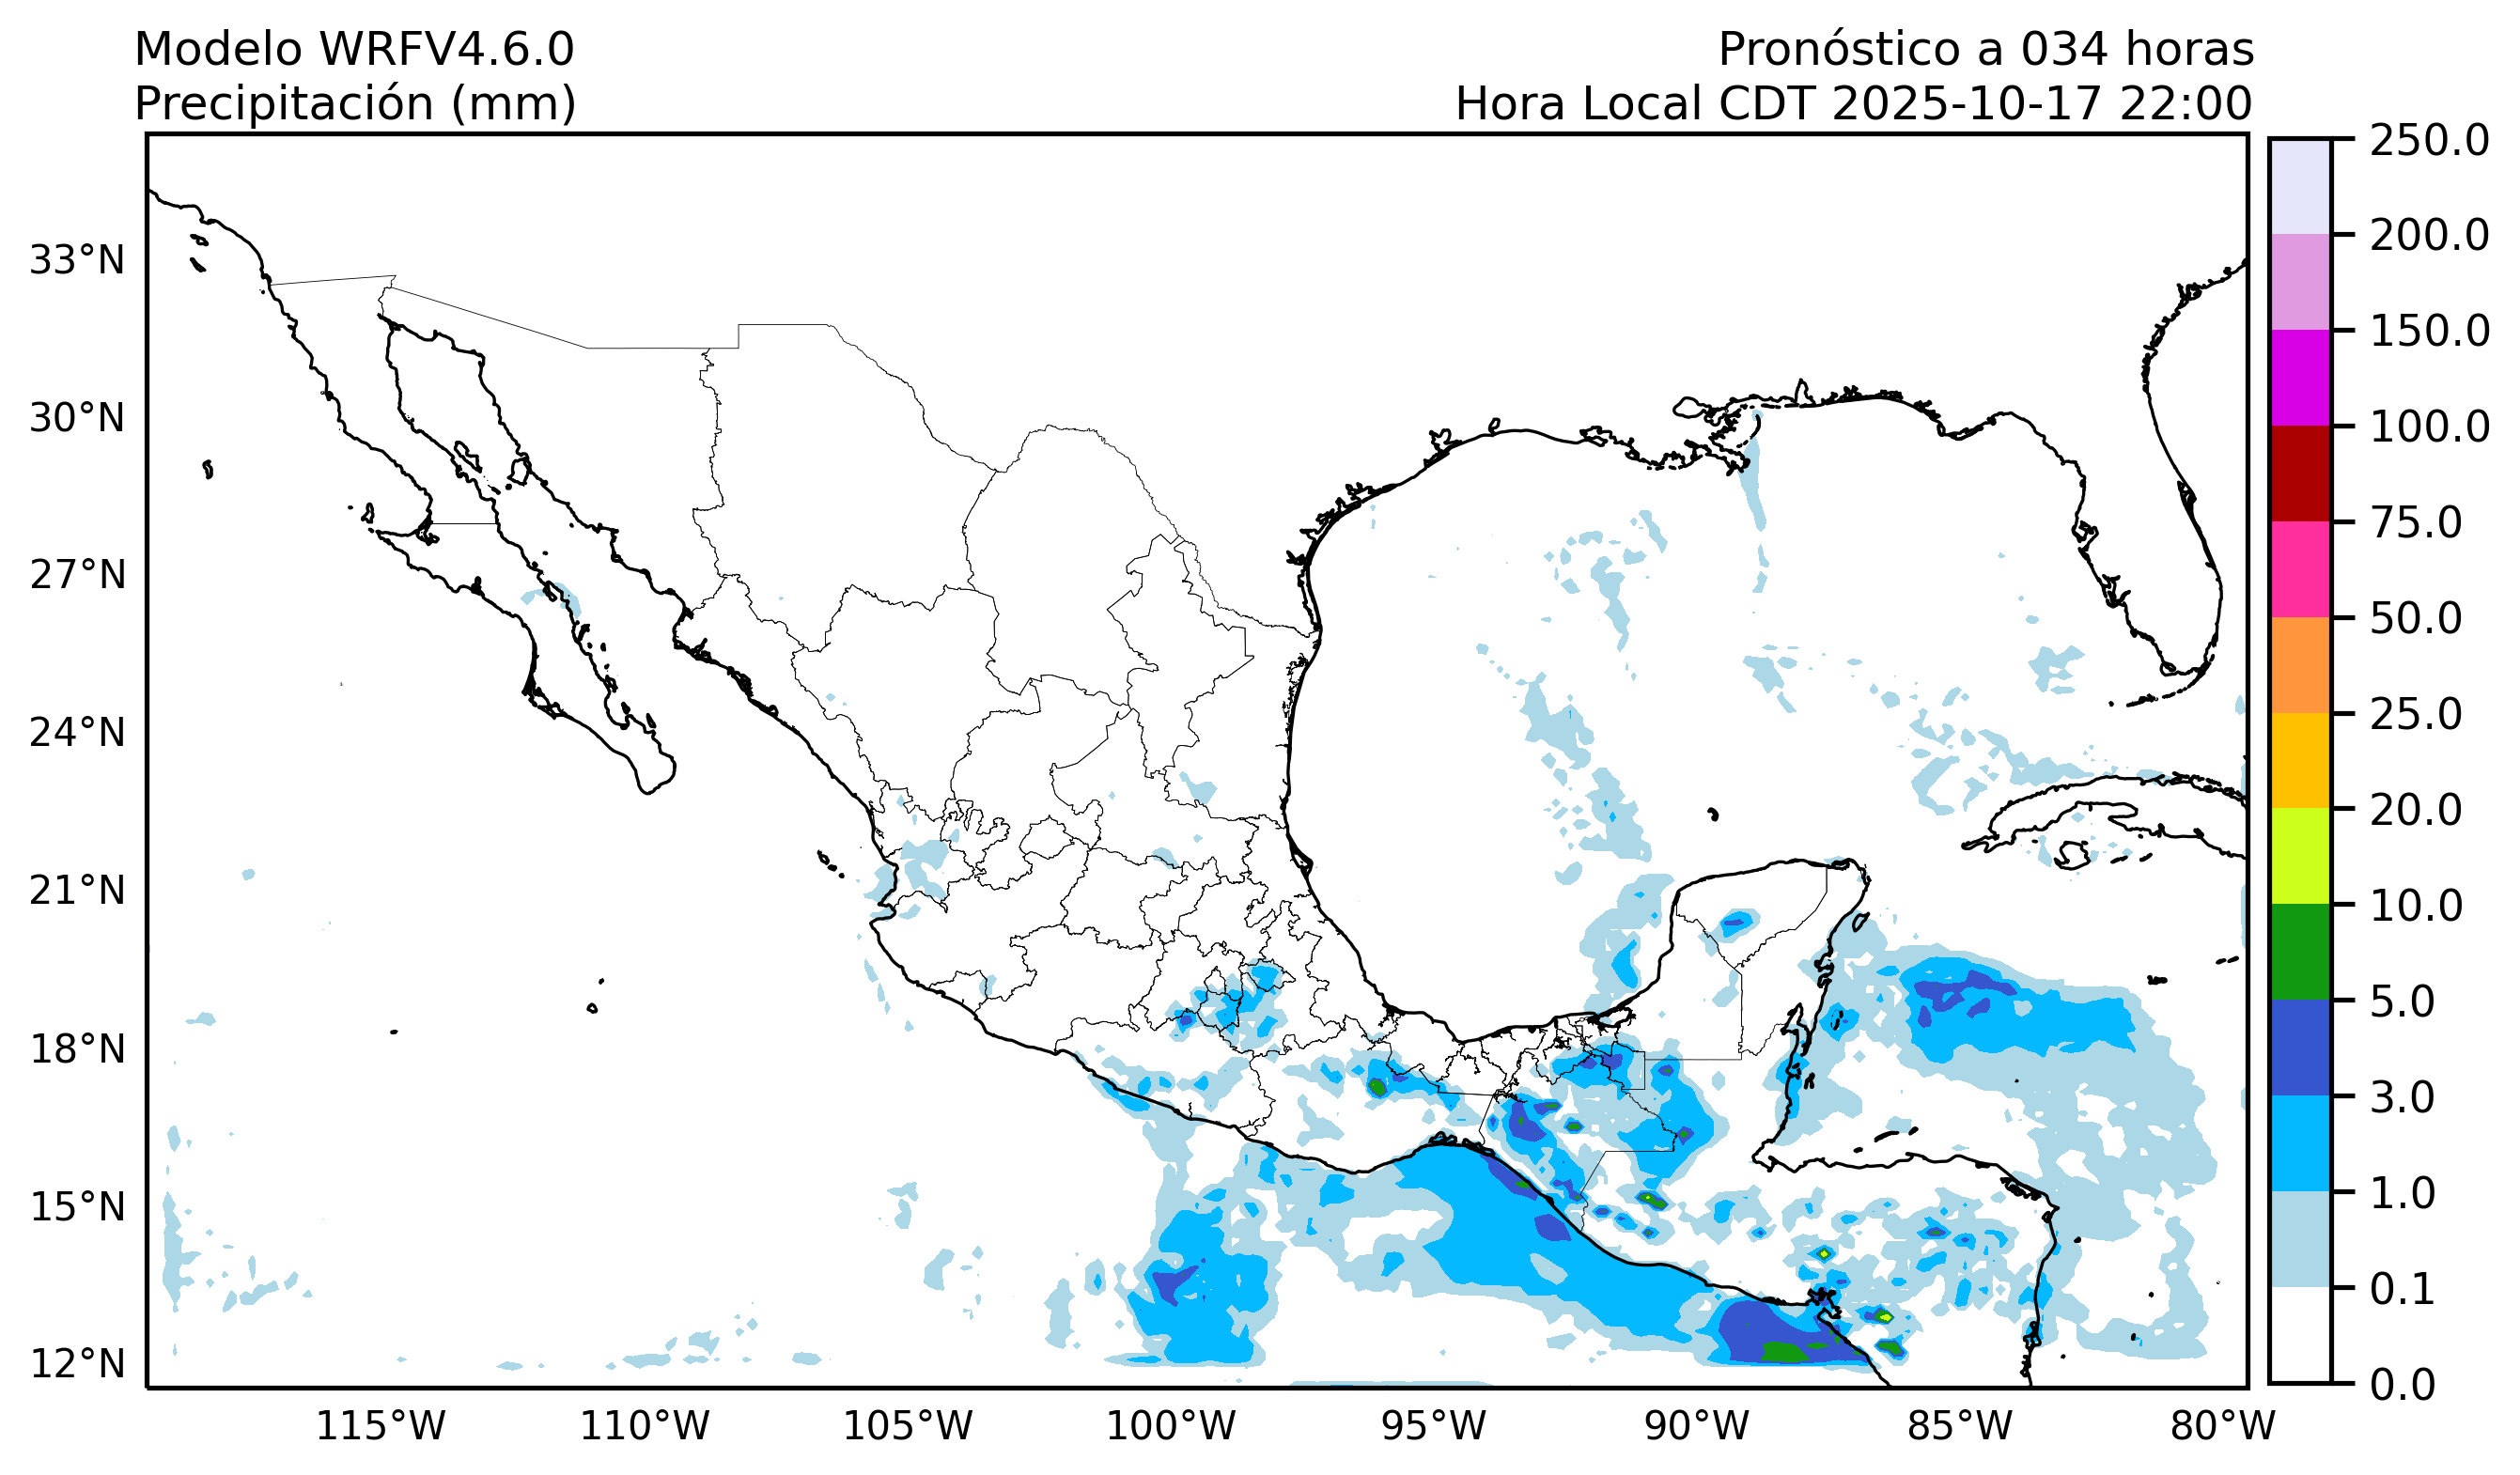 Modelo WRFV4.6.0
Precipitación (mm)
Pronóstico a 034 horas
Hora Local CDT 2025-10-17 22:00
33°N
30°N
27°N
24°N
21°N
18°N
15°N
12°N
115°W
110°W
105°W
100°W
95°W
90°W
85°W
80°W
250.0
200.0
150.0
100.0
75.0
50.0
25.0
20.0
10.0
5.0
3.0
1.0
0.1
0.0